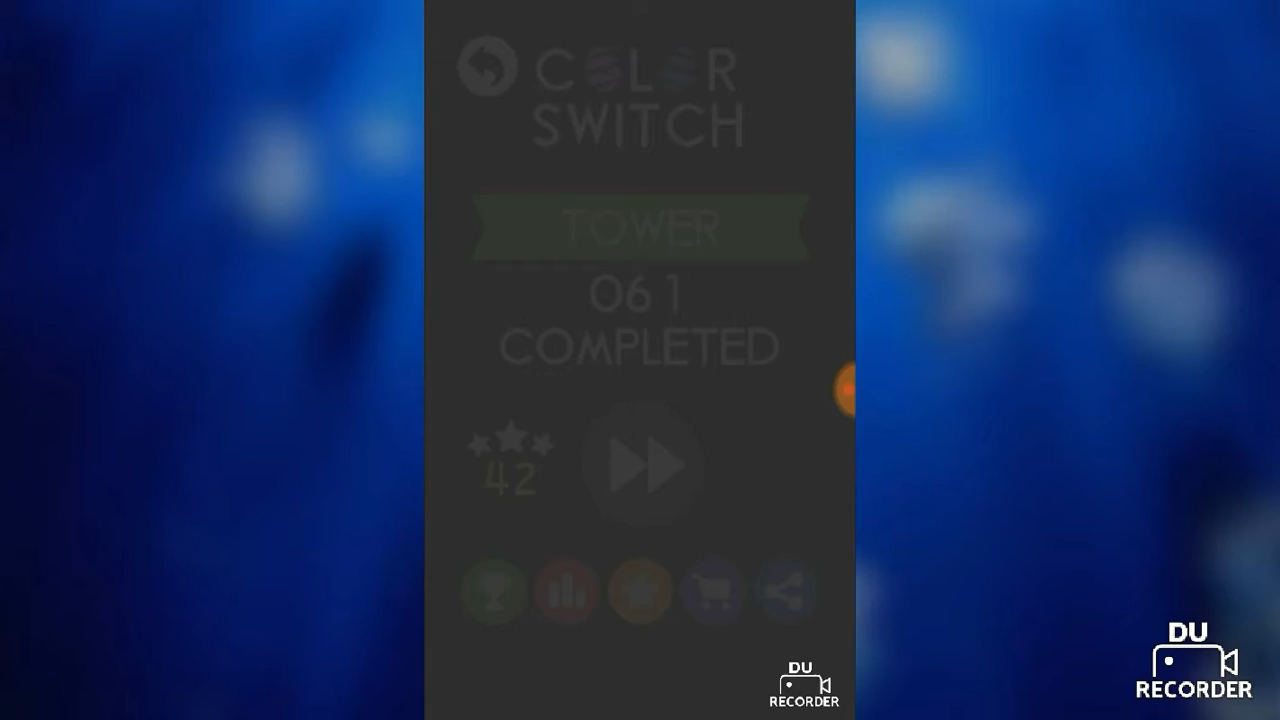 COLOR
SWITCH
TOWER
061
COMPLETED
42
DU
RECORDER
DU
RECORDER